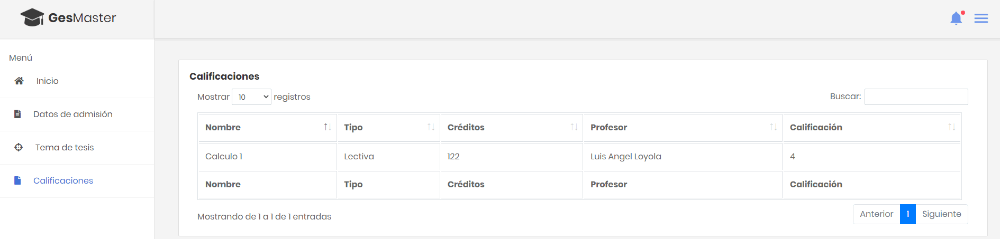 GesMaster
Menú
Inicio
Datos de admisión
Tema de tesis
Calificaciones
Calificaciones
Mostrar 10 registros
Buscar:
Nombre Tipo Créditos Profesor Calificación
Calculo 1 Lectiva 122 Luis Angel Loyola 4
Nombre Tipo Créditos Profesor Calificación
Mostrando de 1 a 1 de 1 entradas
Anterior 1 Siguiente